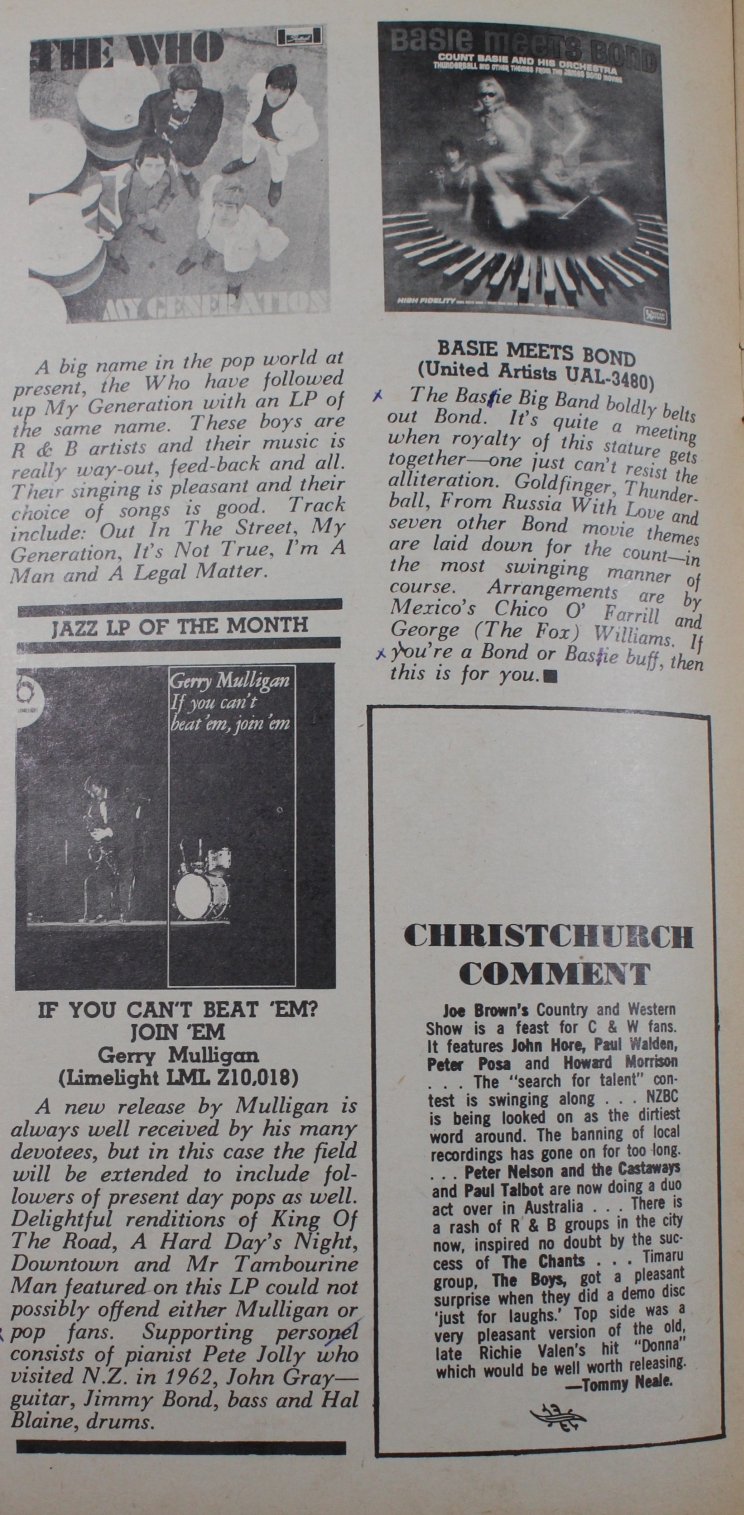 THE WHO
MY GENERATION
A big name in the pop world at
present, the Who have followed
up My Generation with an LP of
the same name. These boys are
R & B artists and their music is
really way-out, feed-back and all.
Their singing is pleasant and their
choice of songs is good. Track
include: Out In The Street, My
Generation, It's Not True, I'm A
Man and A Legal Matter.
JAZZ LP OF THE MONTH
Gerry Mulligan
If you can't
beat 'em, join 'em
IF YOU CAN'T BEAT 'EM?
JOIN 'EM
Gerry Mulligan
(Limelight LML Z10,018)
A new release by Mulligan is
always well received by his many
devotees, but in this case the field
will be extended to include fol-
lowers of present day pops as well.
Delightful renditions of King Of
The Road, A Hard Day's Night,
Downtown and Mr Tambourine
Man featured on this LP could not
possibly offend either Mulligan or
pop fans. Supporting personel
consists of pianist Pete Jolly who
visited N.Z. in 1962, John Gray—
guitar, Jimmy Bond, bass and Hal
Blaine, drums.
Basie meets BOND
COUNT BASIE AND HIS ORCHESTRA
THUNDERBALL AND OTHER THEMES FROM THE JAMES BOND MOVIES
HIGH FIDELITY
BASIE MEETS BOND
(United Artists UAL-3480)
x The Bassie Big Band boldly belts
out Bond. It's quite a meeting
when royalty of this stature gets
together—one just can't resist the
alliteration. Goldfinger, Thunder-
ball, From Russia With Love and
seven other Bond movie themes
are laid down for the count—in
the most swinging manner of
course. Arrangements are by
Mexico's Chico O' Farrill and
George (The Fox) Williams. If
x you're a Bond or Bassie buff, then
this is for you.■
CHRISTCHURCH
COMMENT
Joe Brown's Country and Western
Show is a feast for C & W fans.
It features John Hore, Paul Walden,
Peter Posa and Howard Morrison
. . . The "search for talent" con-
test is swinging along . . . NZBC
is being looked on as the dirtiest
word around. The banning of local
recordings has gone on for too long.
. . . Peter Nelson and the Castaways
and Paul Talbot are now doing a duo
act over in Australia . . . There is
a rash of R & B groups in the city
now, inspired no doubt by the suc-
cess of The Chants . . . Timaru
group, The Boys, got a pleasant
surprise when they did a demo disc
'just for laughs.' Top side was a
very pleasant version of the old,
late Richie Valen's hit "Donna"
which would be well worth releasing.
—Tommy Neale.